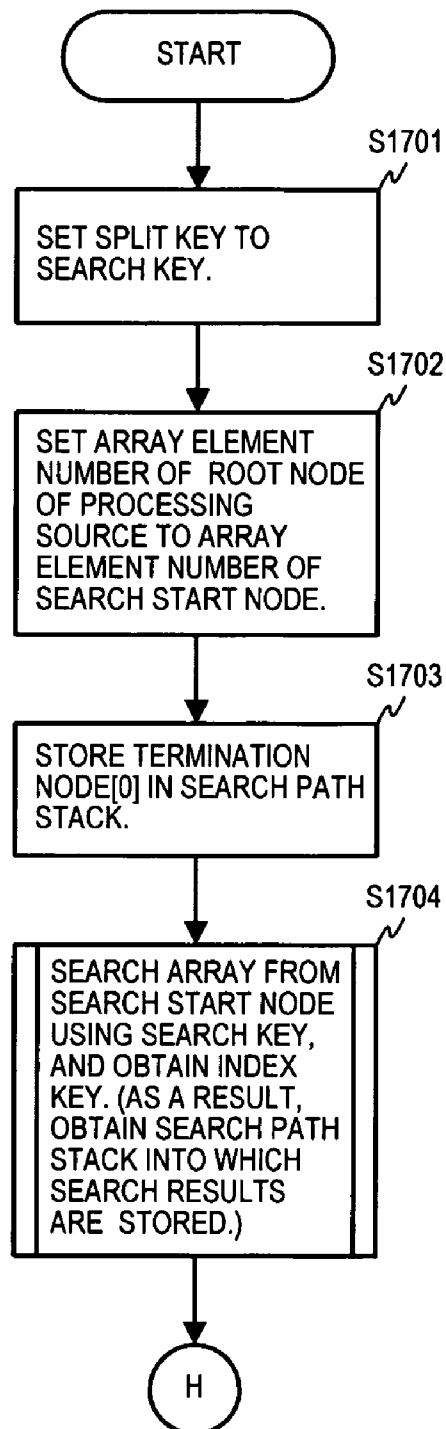 START
S1701
SET SPLIT KEY TO
SEARCH KEY.
S1702
SET ARRAY ELEMENT
NUMBER OF ROOT NODE
OF PROCESSING
SOURCE TO ARRAY
ELEMENT NUMBER OF
SEARCH START NODE.
S1703
STORE TERMINATION
NODE[0] IN SEARCH PATH
STACK.
S1704
SEARCH ARRAY FROM
SEARCH START NODE
USING SEARCH KEY,
AND OBTAIN INDEX
KEY. (AS A RESULT,
OBTAIN SEARCH PATH
STACK INTO WHICH
SEARCH RESULTS
ARE STORED.)
H